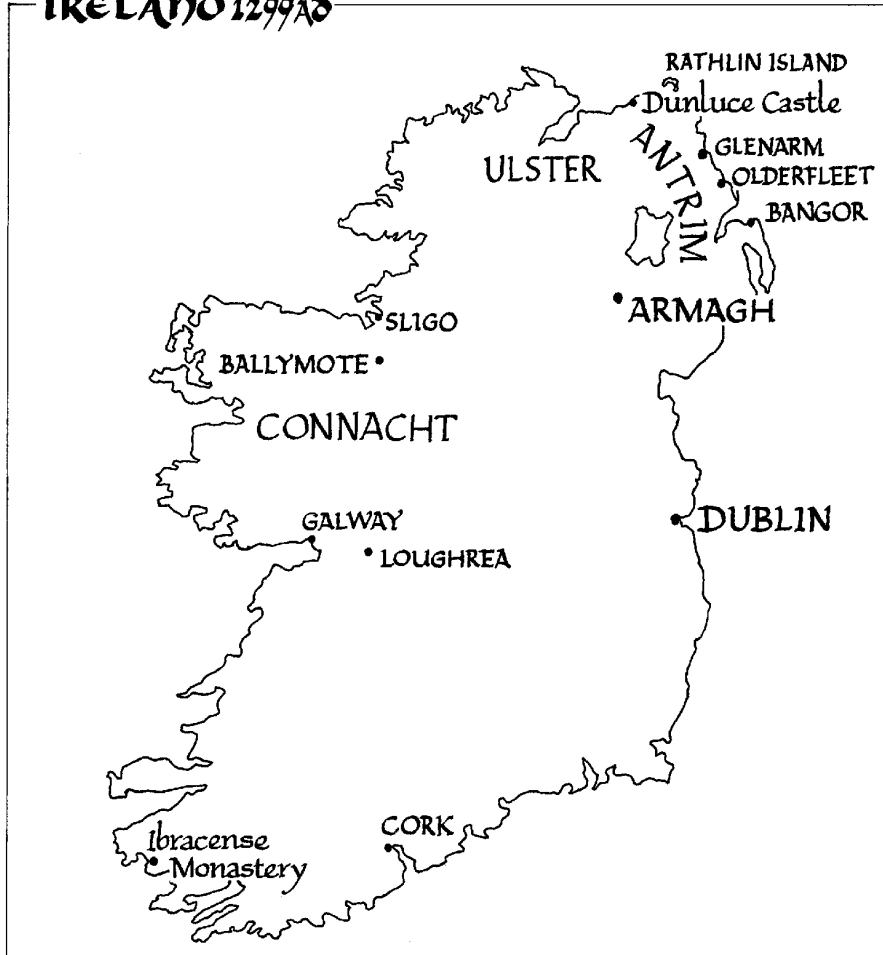 IRELAND 1299AD
RATHLIN ISLAND
Dunluce Castle
ANTRIM
GLENARM
ULSTER
OLDERFLEET
BANGOR
ARMAGH
SLIGO
BALLYMOTE
CONNACHT
GALWAY
DUBLIN
LOUGHREA
CORK
Ibracense
Monastery